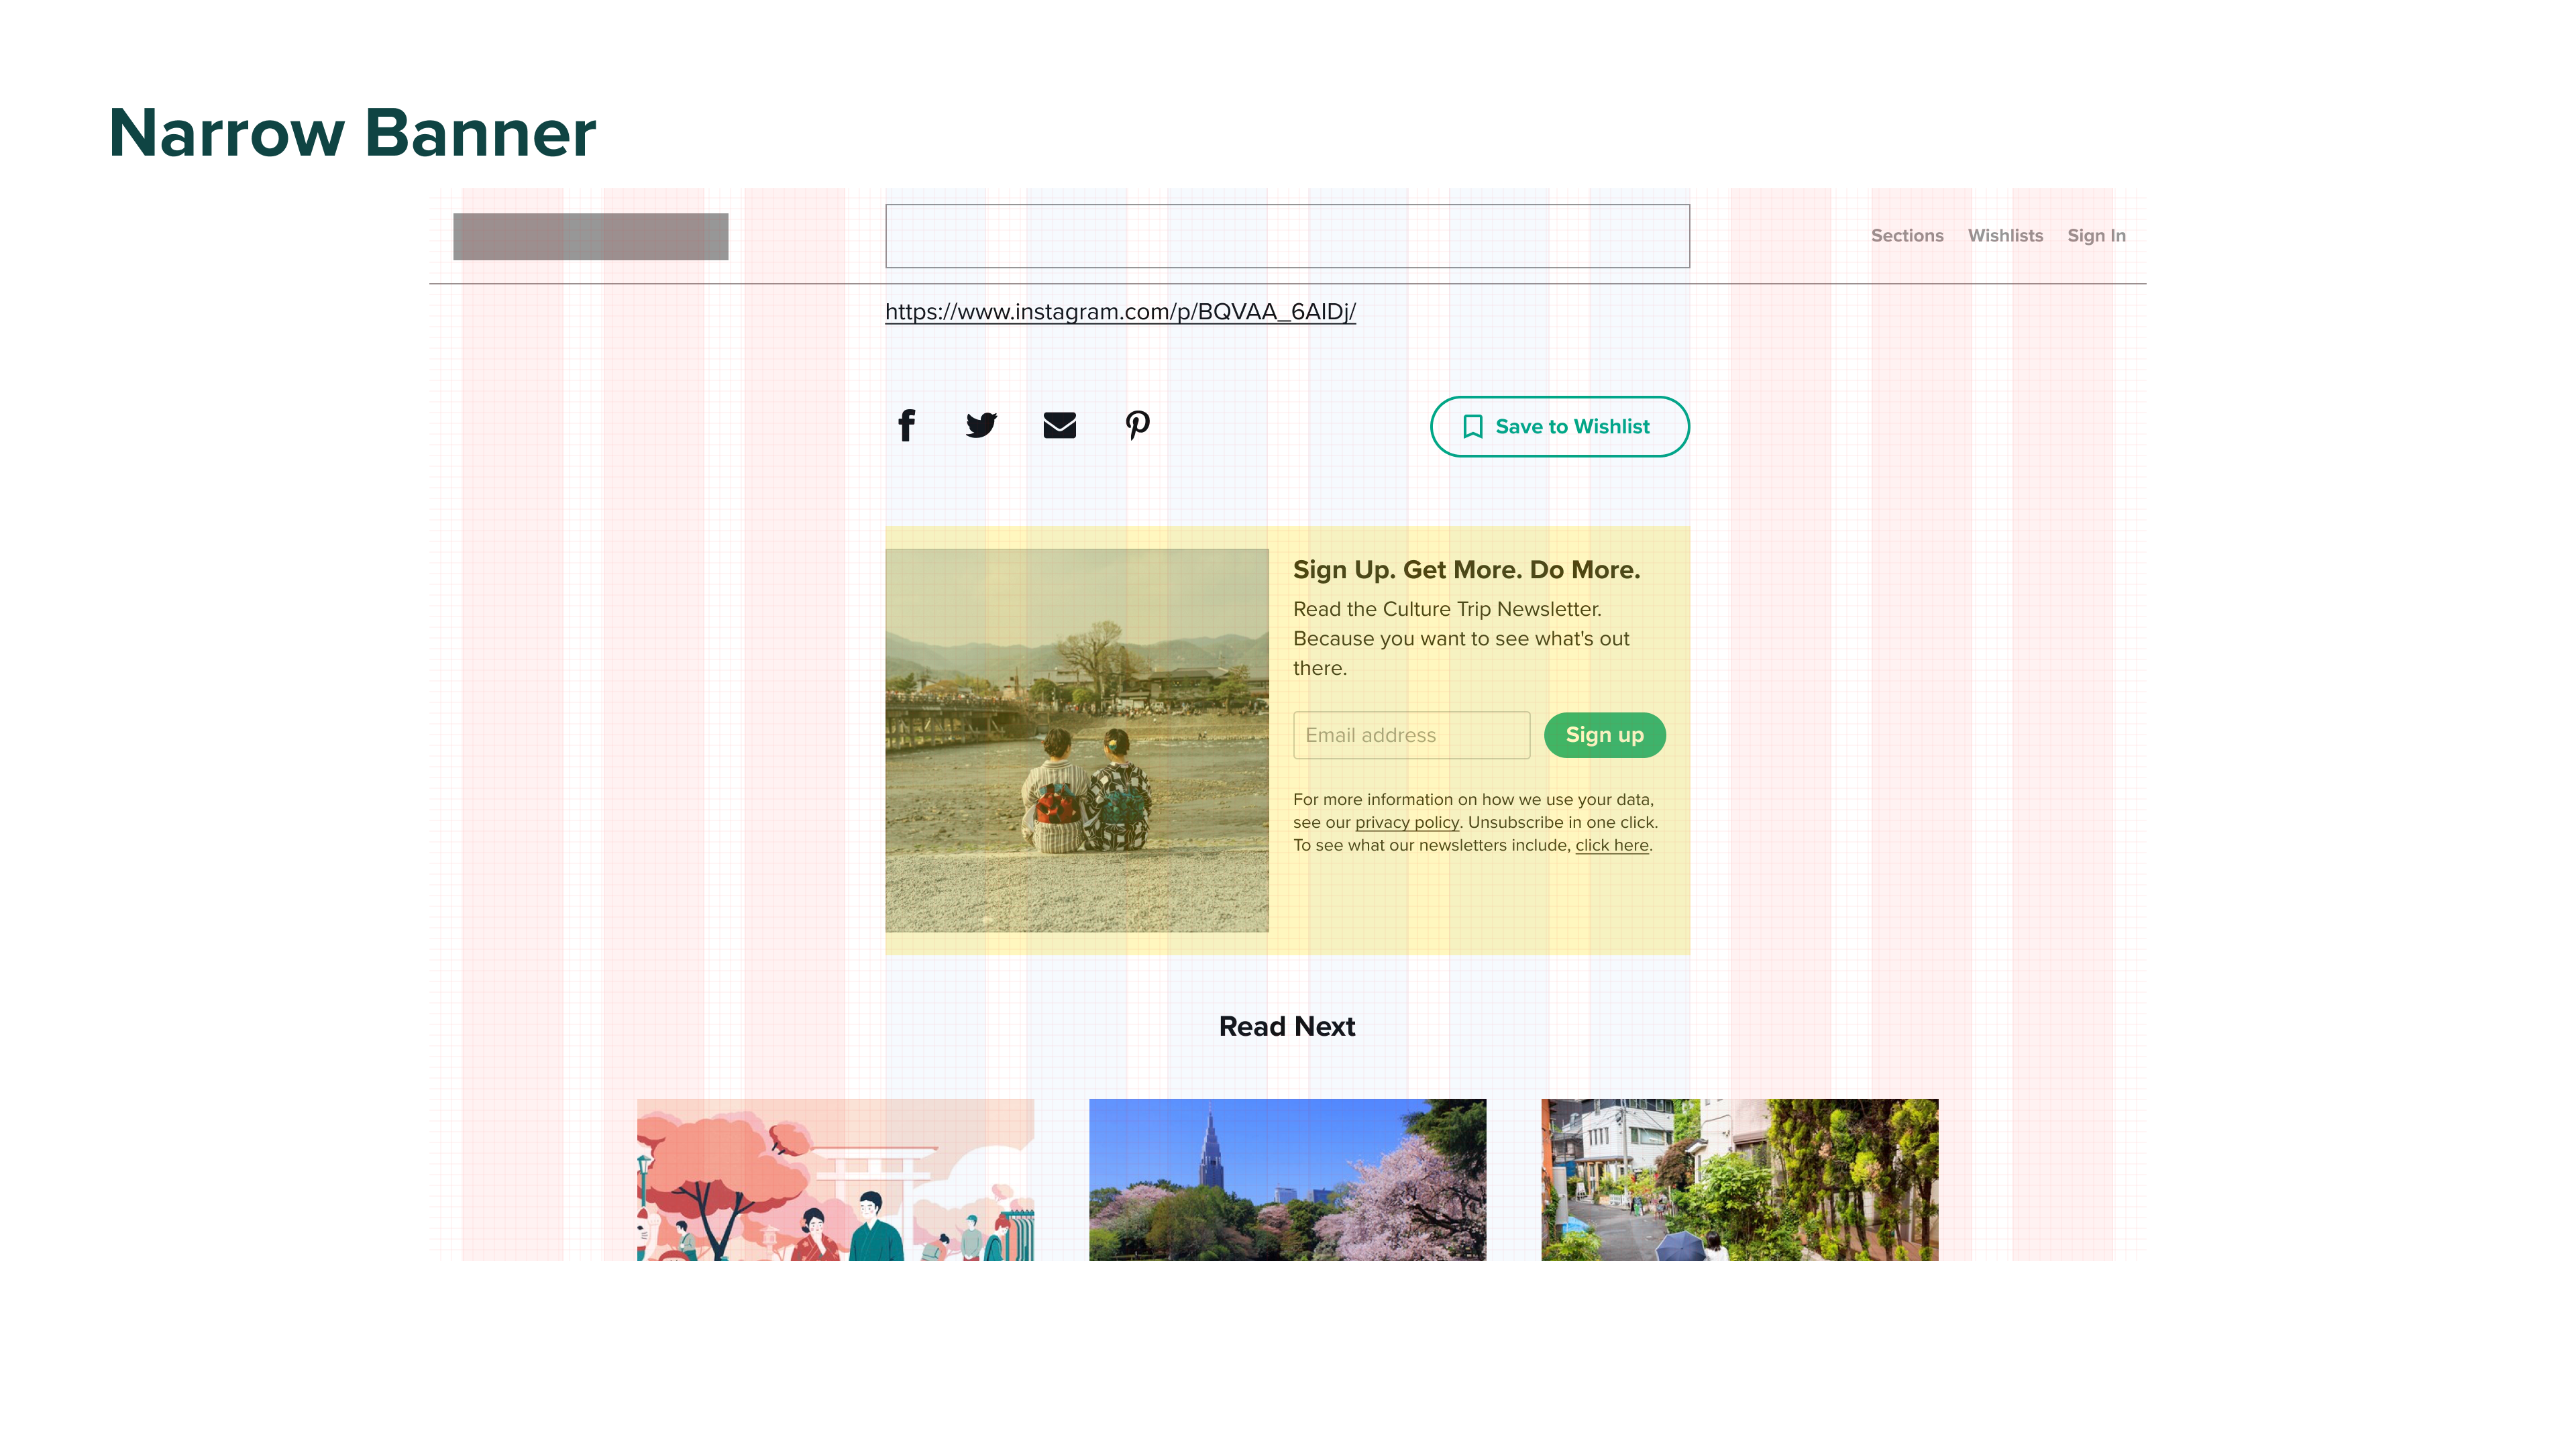 Narrow Banner
Sections Wishlists Sign In
https://www.instagram.com/p/BQVAA_6AIDj/
Save to Wishlist
Sign Up. Get More. Do More.
Read the Culture Trip Newsletter.
Because you want to see what's out
there.
Email address
Sign up
For more information on how we use your data,
see our privacy policy. Unsubscribe in one click.
To see what our newsletters include, click here.
Read Next